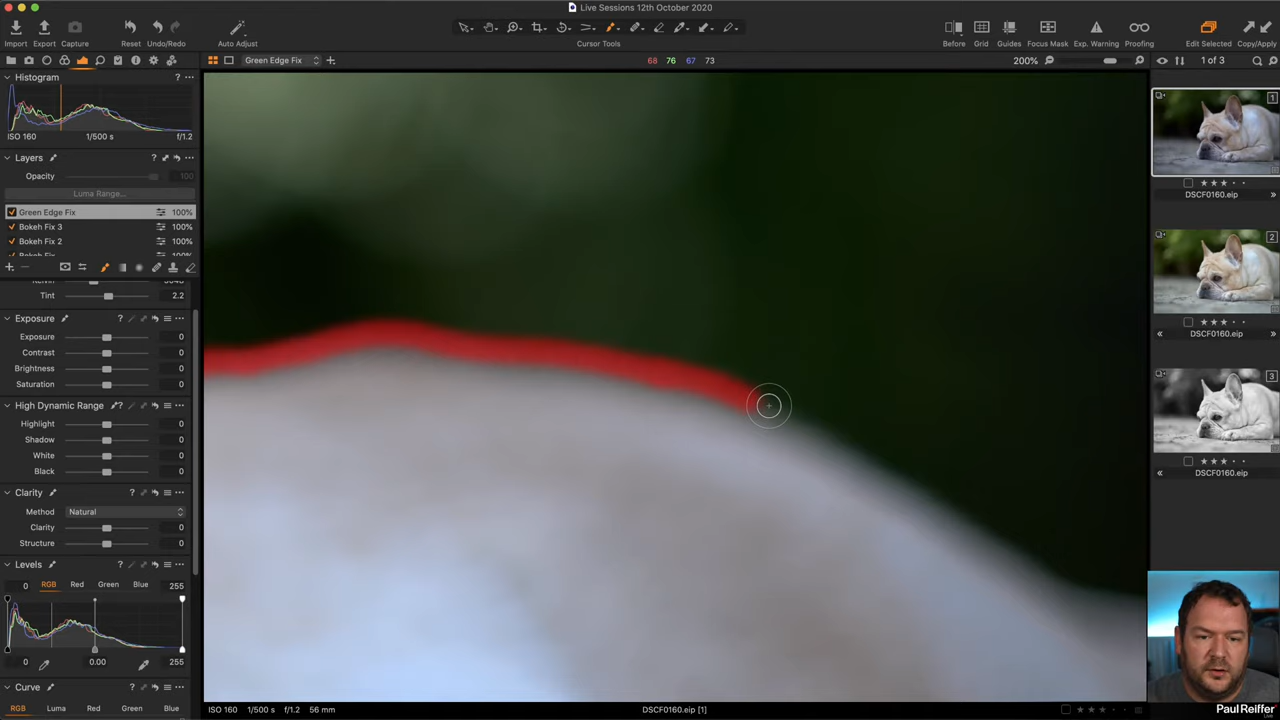 Live Sessions 12th October 2020
Import Export Capture Reset Undo/Redo Auto Adjust Cursor Tools Before Grid Guides Focus Mask Exp. Warning Proofing Edit Selected Copy/Apply
Green Edge Fix
68 76 67 73
200%
1 of 3
Histogram
ISO 160 1/500 s f/1.2
Layers
Opacity 100
Luma Range...
Green Edge Fix 100%
Bokeh Fix 3 100%
Bokeh Fix 2 100%
Tint 2.2
Exposure
Exposure 0
Contrast 0
Brightness 0
Saturation 0
High Dynamic Range
Highlight 0
Shadow 0
White 0
Black 0
Clarity
Method Natural
Clarity 0
Structure 0
Levels
0 RGB Red Green Blue 255
0 0.00 255
Curve
RGB Luma Red Green Blue
1
DSCF0160.eip
2
DSCF0160.eip
3
DSCF0160.eip
ISO 160 1/500 s f/1.2 56 mm
DSCF0160.eip [1]
Paul Reiffer
Live